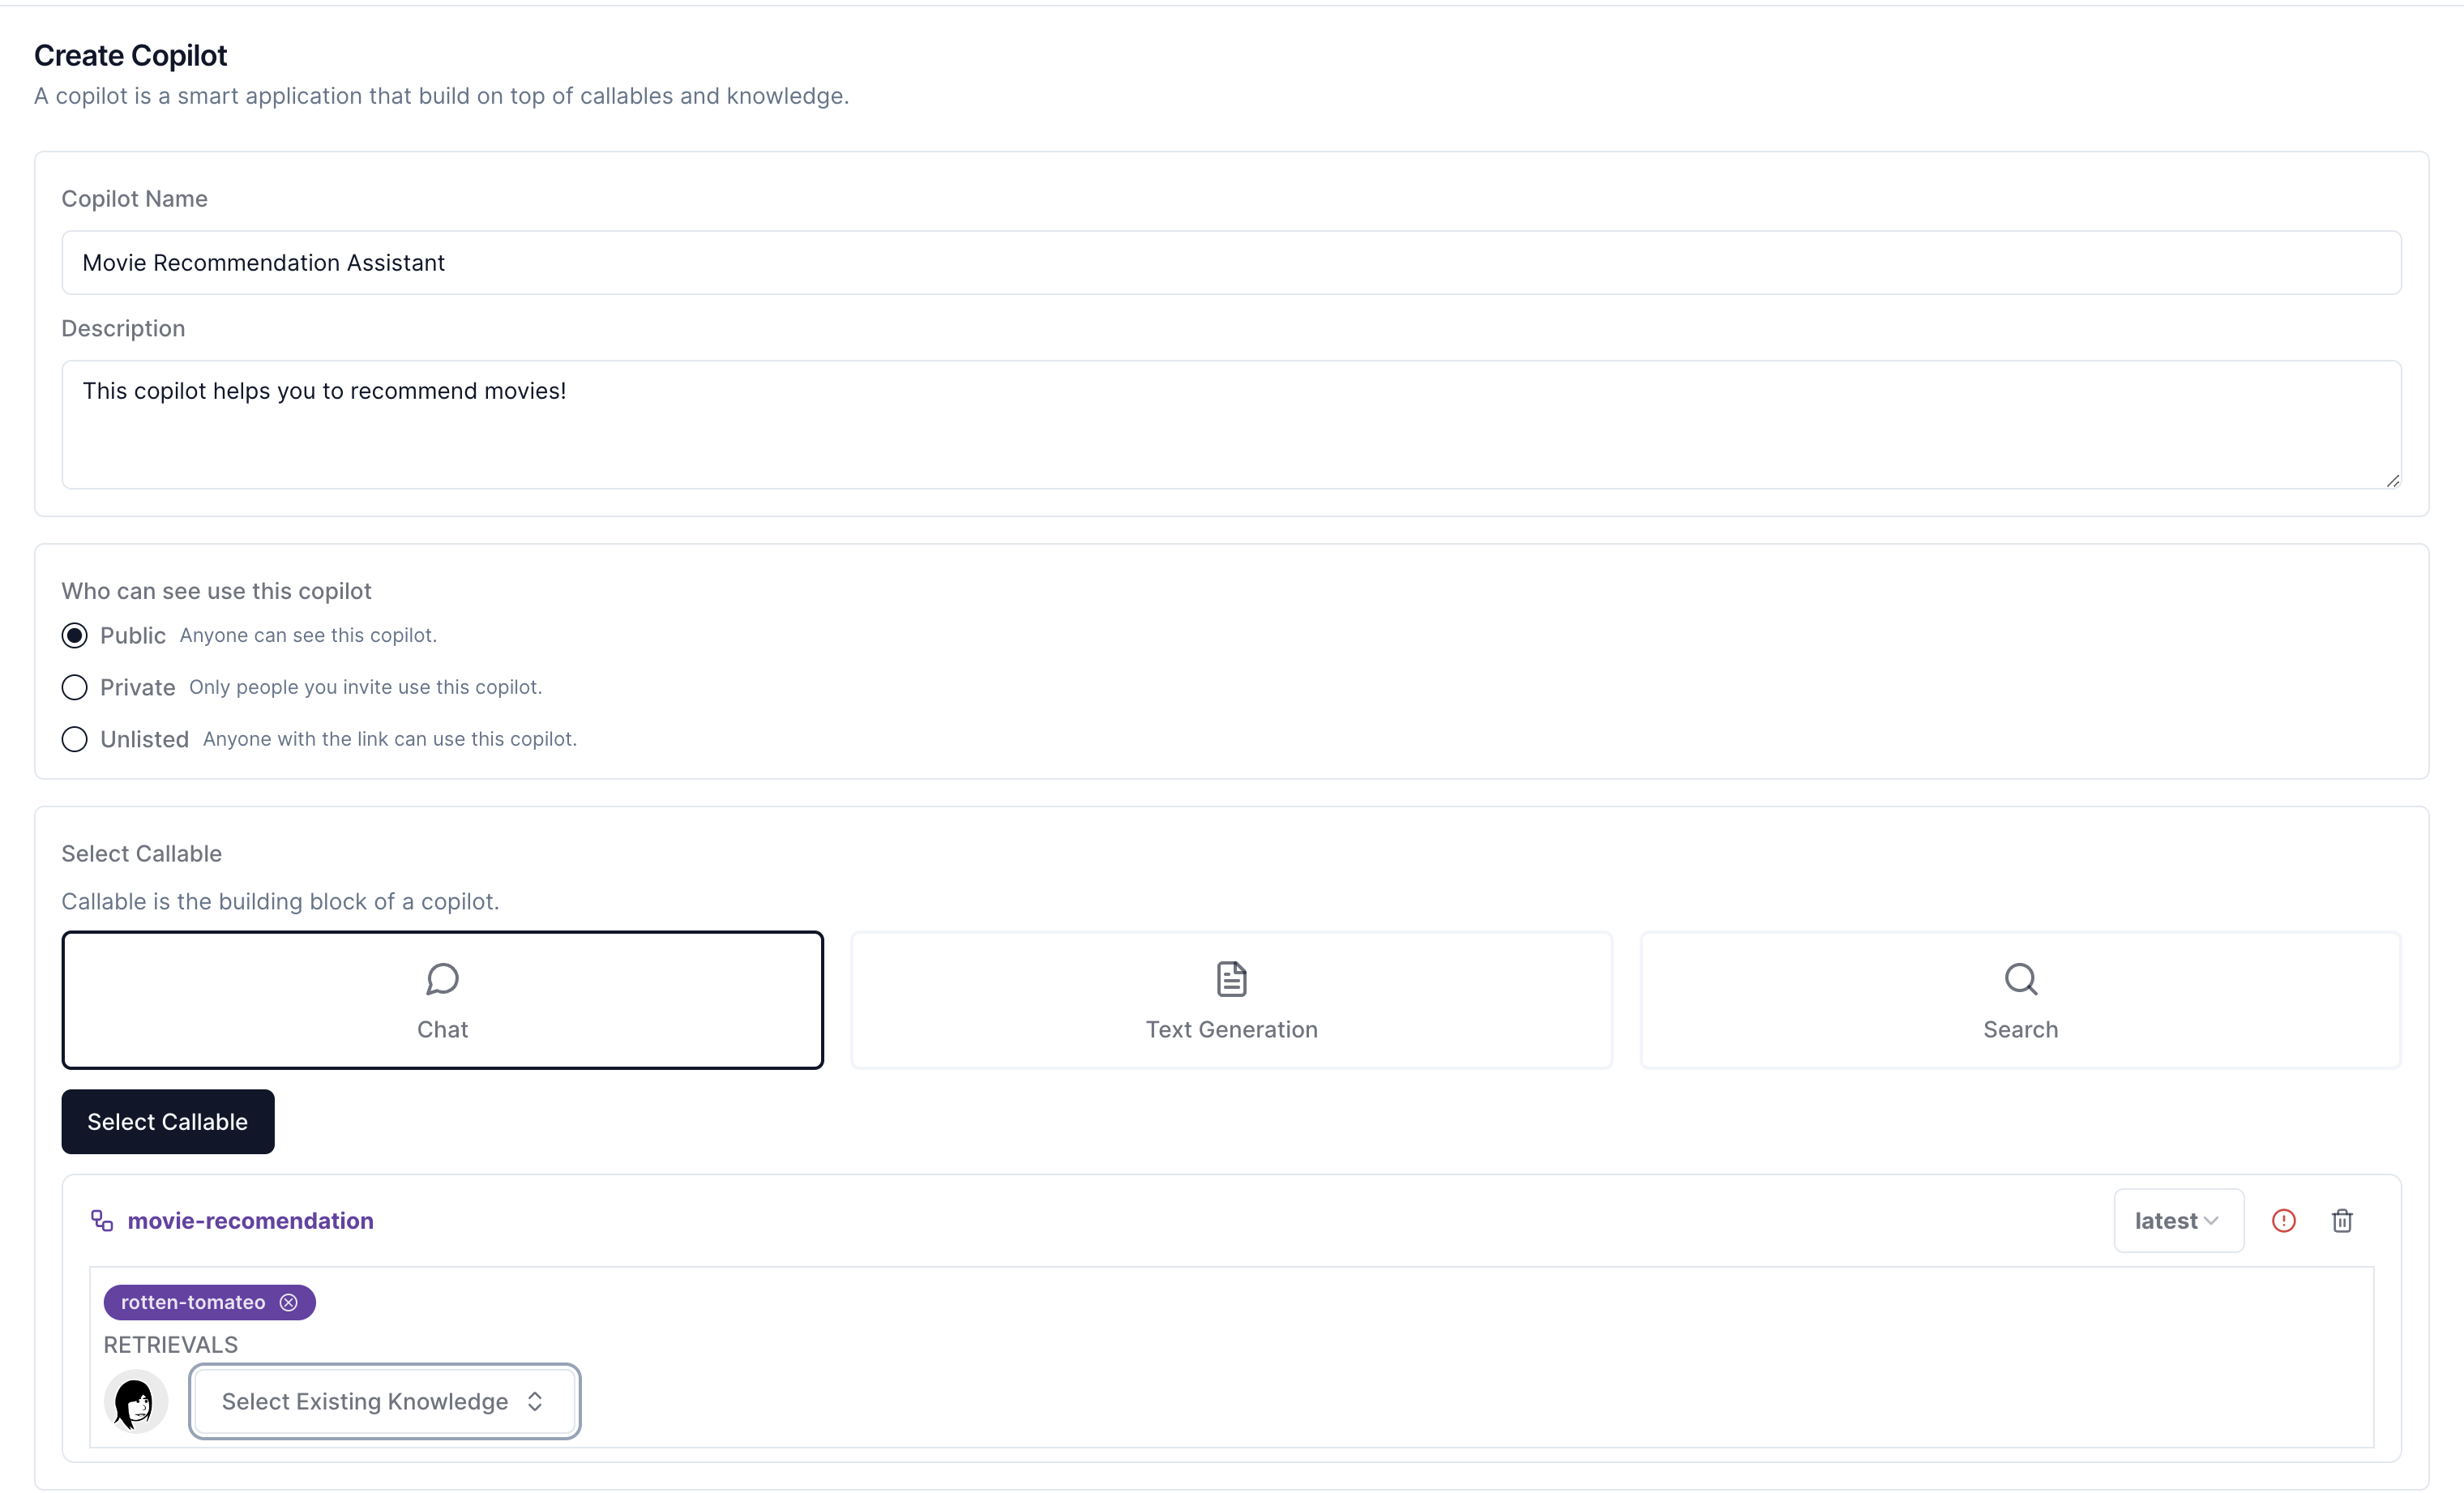 Create Copilot
A copilot is a smart application that build on top of callables and knowledge.
Copilot Name
Movie Recommendation Assistant
Description
This copilot helps you to recommend movies!
Who can see use this copilot
Public Anyone can see this copilot.
Private Only people you invite use this copilot.
Unlisted Anyone with the link can use this copilot.
Select Callable
Callable is the building block of a copilot.
Chat
Text Generation
Search
Select Callable
movie-recomendation latest
rotten-tomateo
RETRIEVALS
Select Existing Knowledge